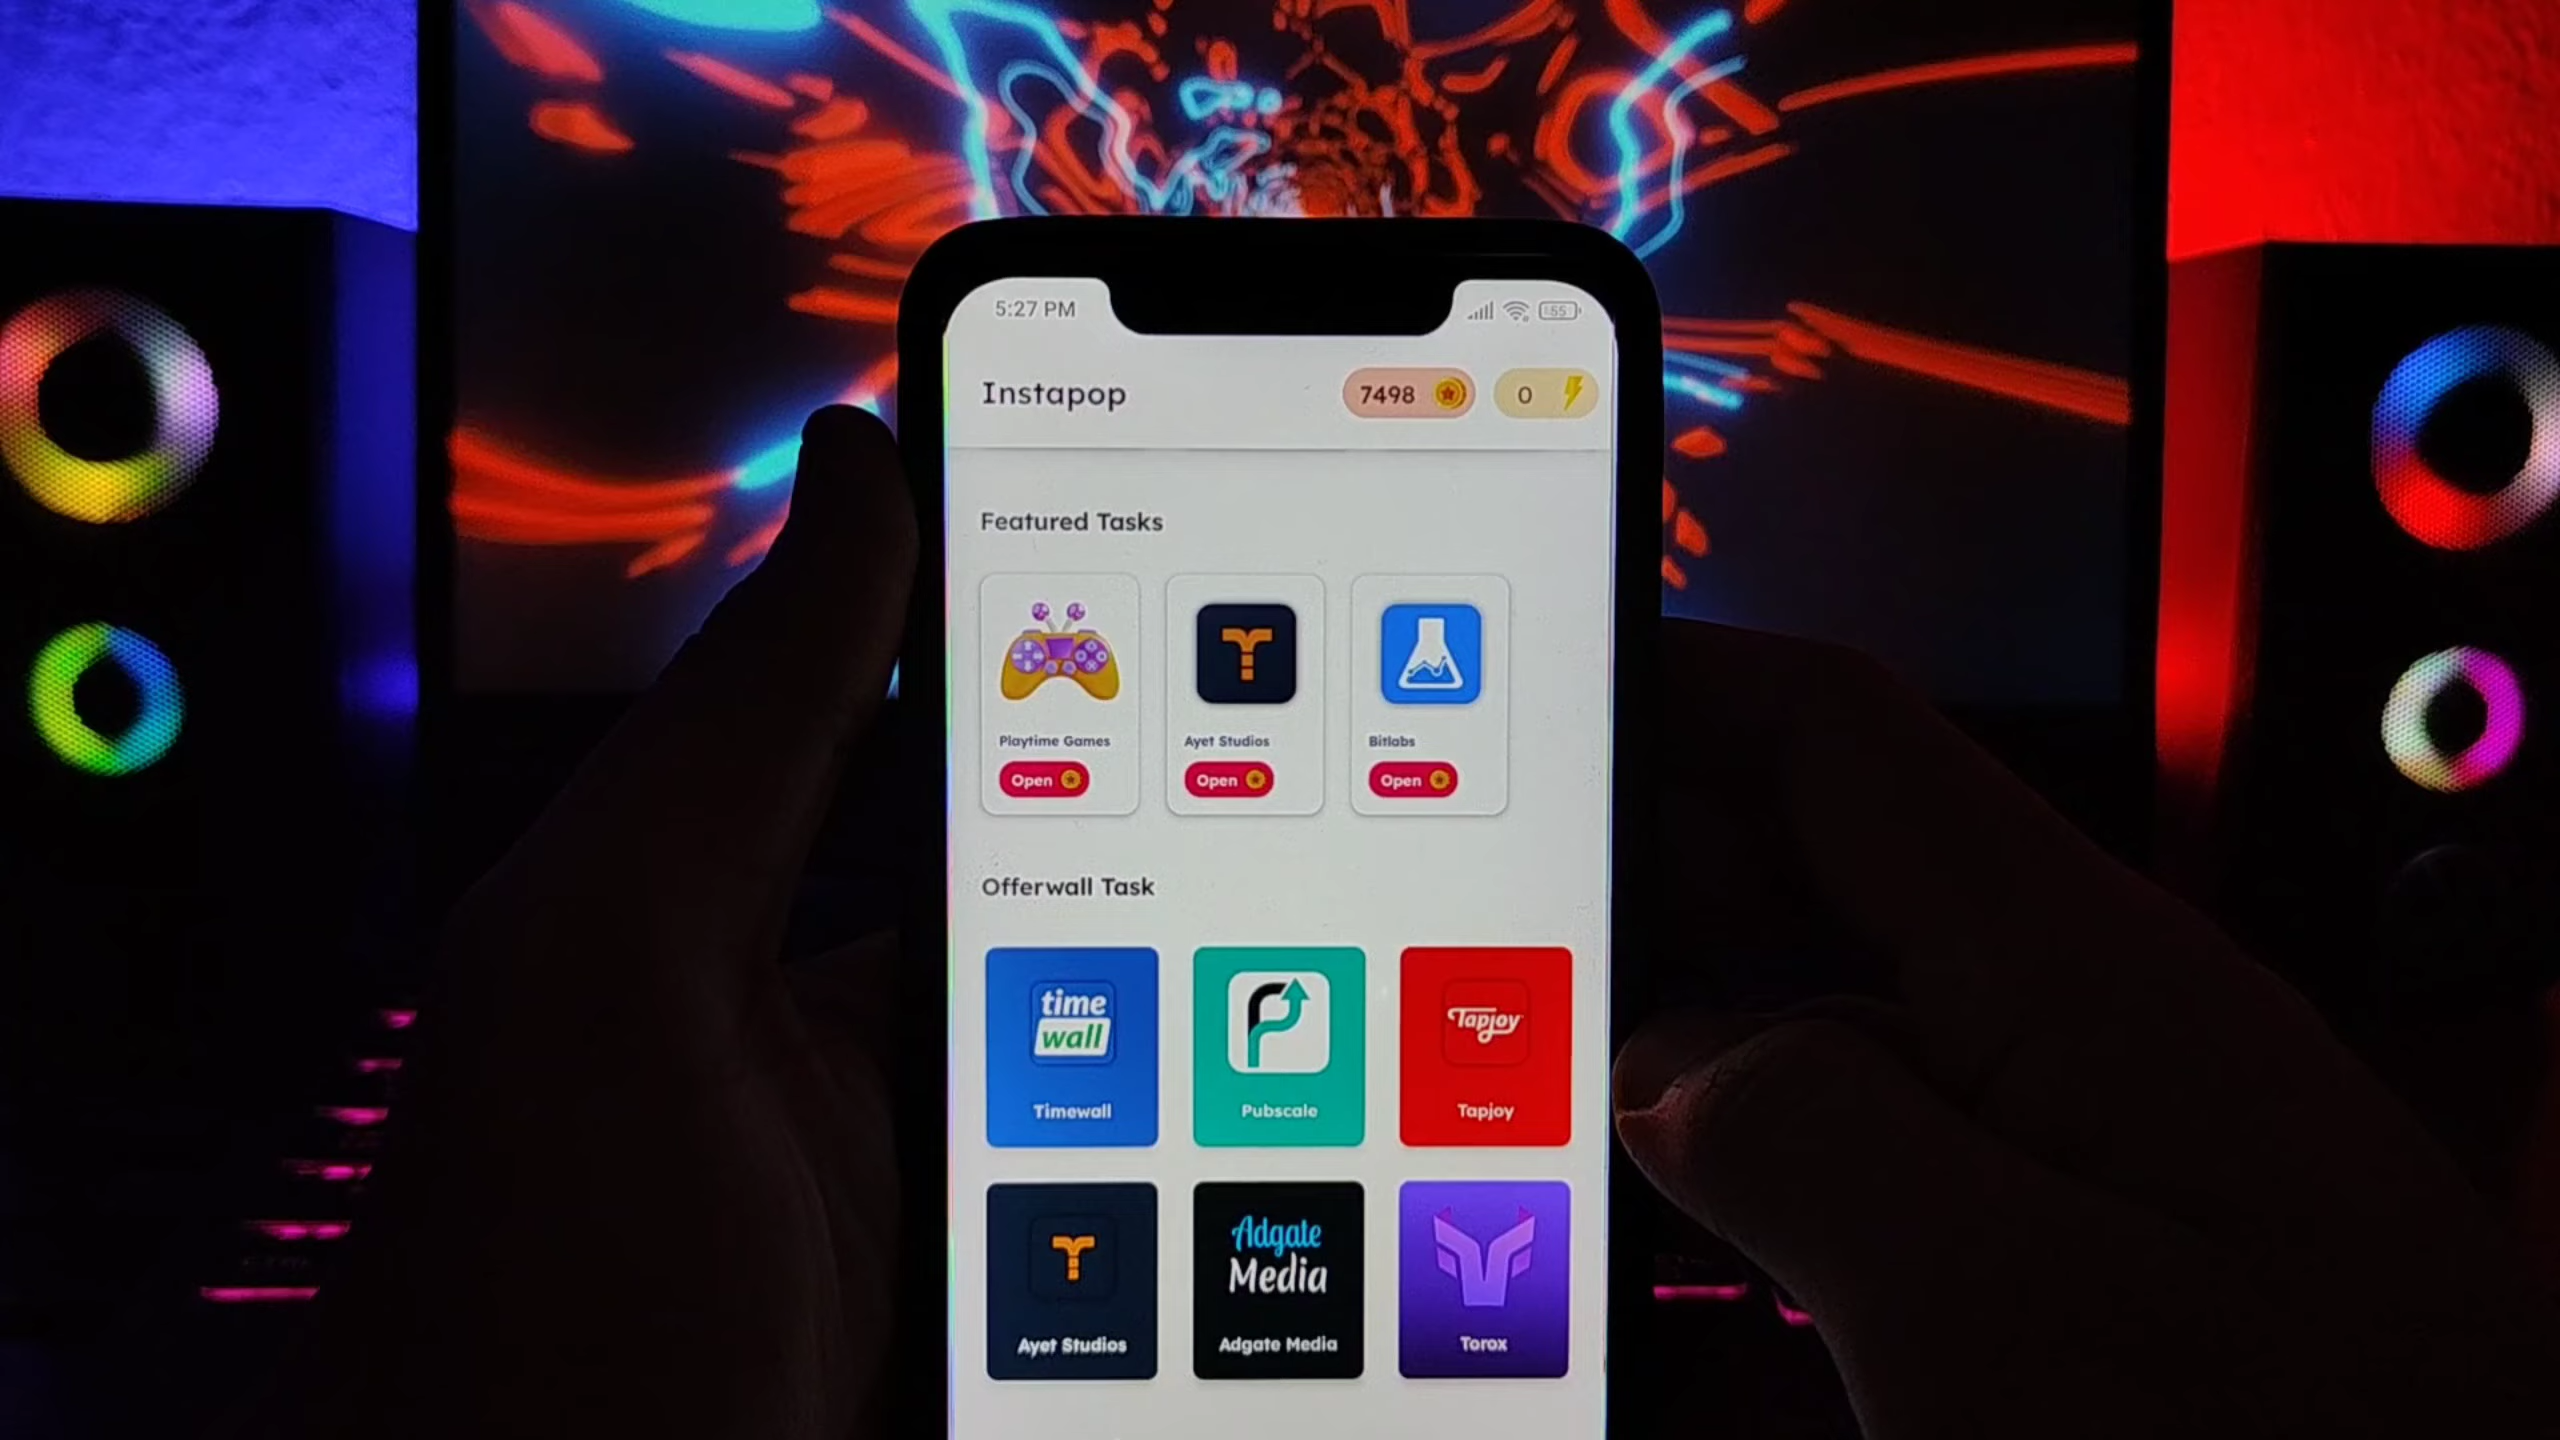 5:27 PM
55
Instapop
7498
0
Featured Tasks
Playtime Games
Ayet Studios
Bitlabs
Open
Open
Open
Offerwall Task
time
wall
Tapjoy
Timewall
Pubscale
Tapjoy
Adgate
Media
Ayet Studios
Adgate Media
Torox